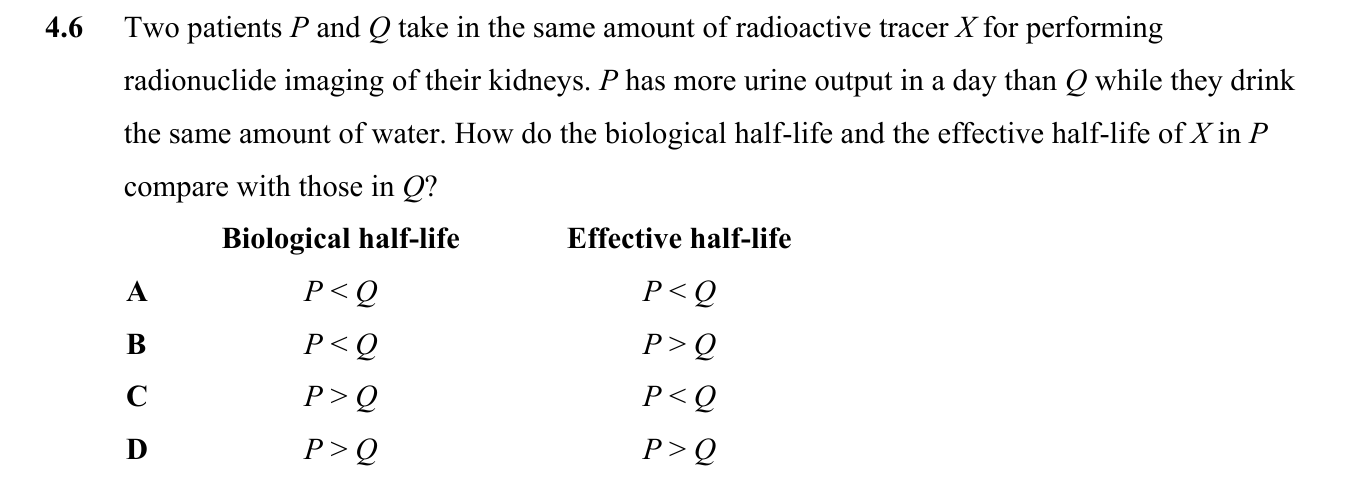 4.6 Two patients P and Q take in the same amount of radioactive tracer X for performing
radionuclide imaging of their kidneys. P has more urine output in a day than Q while they drink
the same amount of water. How do the biological half-life and the effective half-life of X in P
compare with those in Q?
Biological half-life Effective half-life
A P < Q P < Q
B P < Q P > Q
C P > Q P < Q
D P > Q P > Q